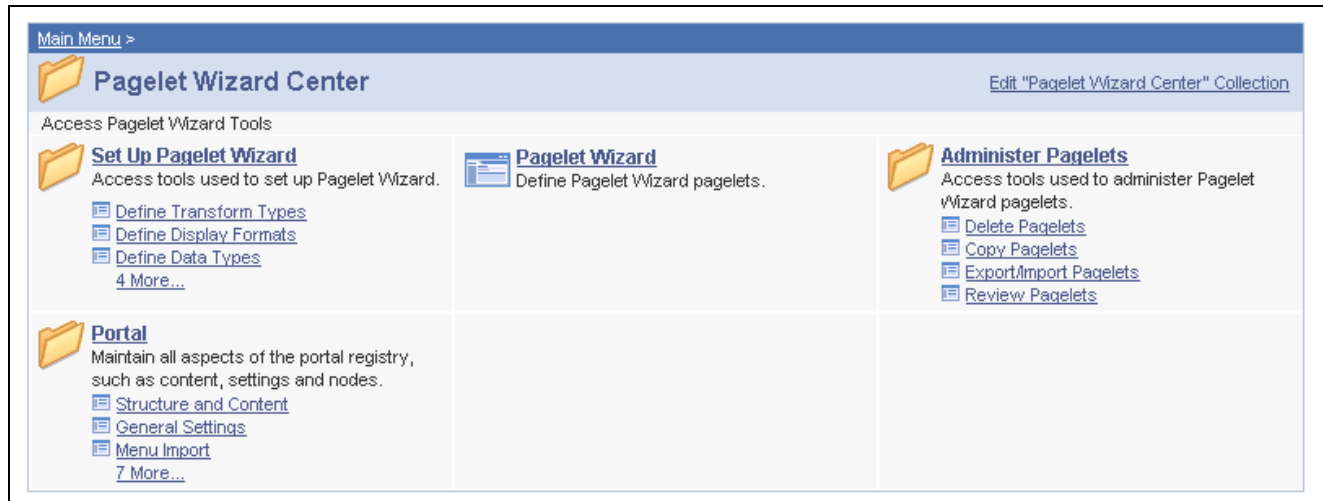 Main Menu >
Pagelet Wizard Center
Edit "Pagelet Wizard Center" Collection
Access Pagelet Wizard Tools
Set Up Pagelet Wizard
Access tools used to set up Pagelet Wizard.
Define Transform Types
Define Display Formats
Define Data Types
4 More...
Pagelet Wizard
Define Pagelet Wizard pagelets.
Administer Pagelets
Access tools used to administer Pagelet
Wizard pagelets.
Delete Pagelets
Copy Pagelets
Export/Import Pagelets
Review Pagelets
Portal
Maintain all aspects of the portal registry,
such as content, settings and nodes.
Structure and Content
General Settings
Menu Import
7 More...